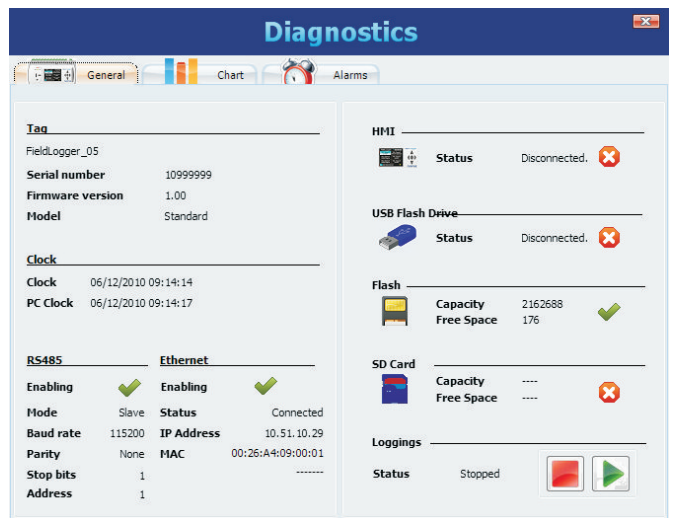 Diagnostics
General
Chart
Alarms
Tag
FieldLogger_05
Serial number 10999999
Firmware version 1.00
Model Standard
Clock
Clock 06/12/2010 09:14:14
PC Clock 06/12/2010 09:14:17
RS485
Enabling
Mode Slave
Baud rate 115200
Parity None
Stop bits 1
Address 1
Ethernet
Enabling
Status Connected
IP Address 10.51.10.29
MAC 00:26:A4:09:00:01
-------
HMI
Status Disconnected.
USB Flash Drive
Status Disconnected.
Flash
Capacity 2162688
Free Space 176
SD Card
Capacity ----
Free Space ----
Loggings
Status Stopped